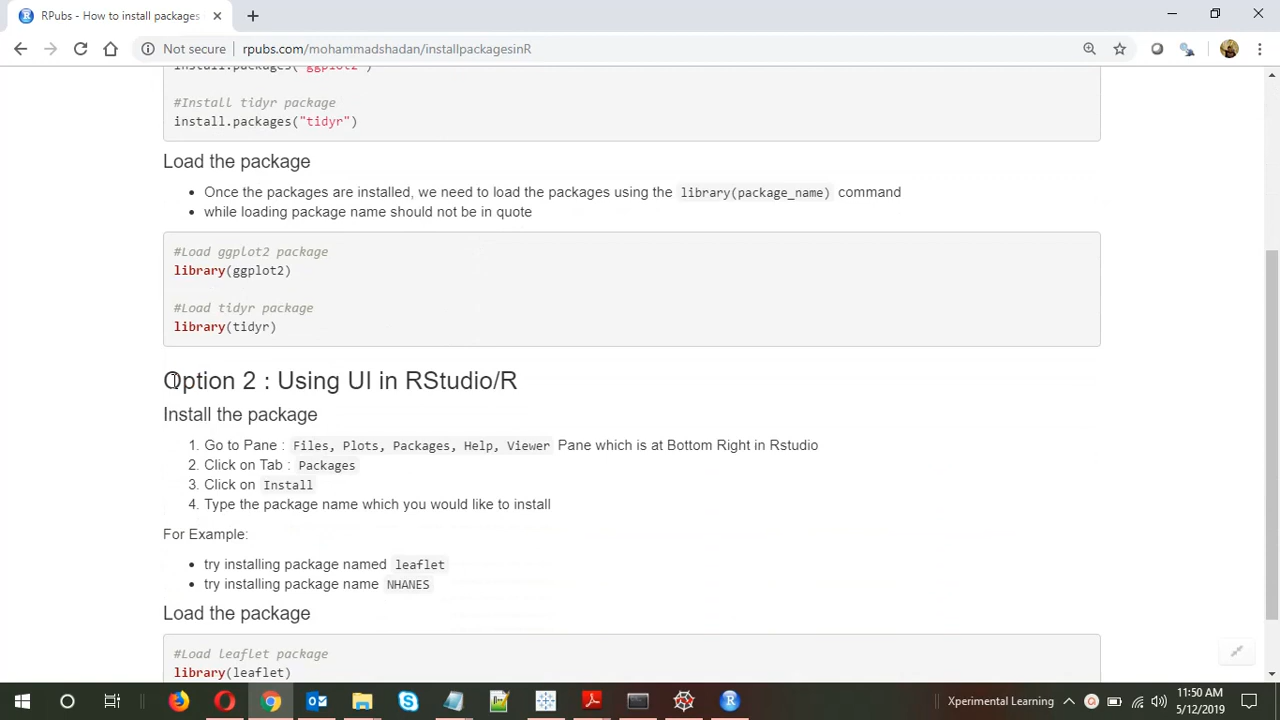 RPubs - How to install packages
Not secure
rpubs.com/mohammadshadan/installpackagesinR
install.packages("ggplot2")
#Install tidyr package
install.packages("tidyr")
Load the package
Once the packages are installed, we need to load the packages using the library(package_name) command
while loading package name should not be in quote
#Load ggplot2 package
library(ggplot2)
#Load tidyr package
library(tidyr)
Option 2 : Using UI in RStudio/R
Install the package
1. Go to Pane : Files, Plots, Packages, Help, Viewer Pane which is at Bottom Right in Rstudio
2. Click on Tab : Packages
3. Click on Install
4. Type the package name which you would like to install
For Example:
try installing package named leaflet
try installing package name NHANES
Load the package
#Load leaflet package
library(leaflet)
Xperimental Learning
11:50 AM
5/12/2019